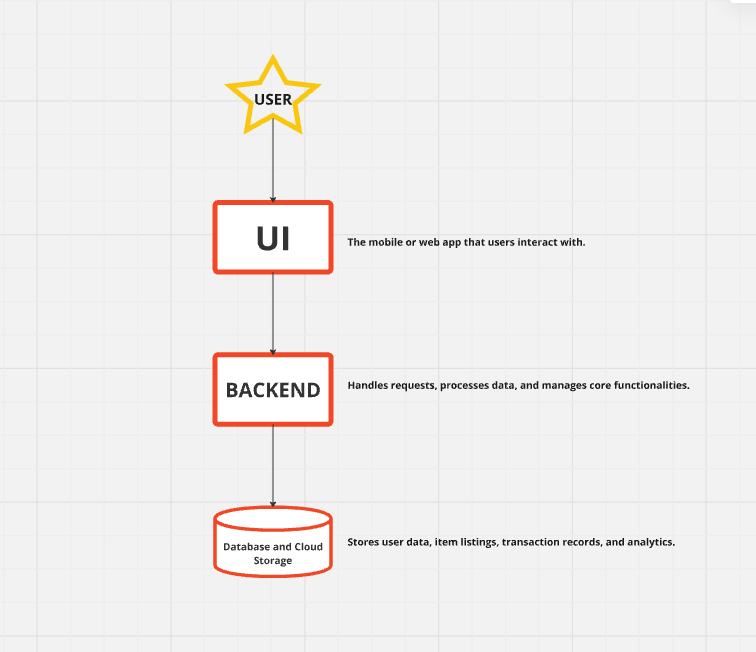 USER
UI
The mobile or web app that users interact with.
BACKEND
Handles requests, processes data, and manages core functionalities.
Database and Cloud
Storage
Stores user data, item listings, transaction records, and analytics.